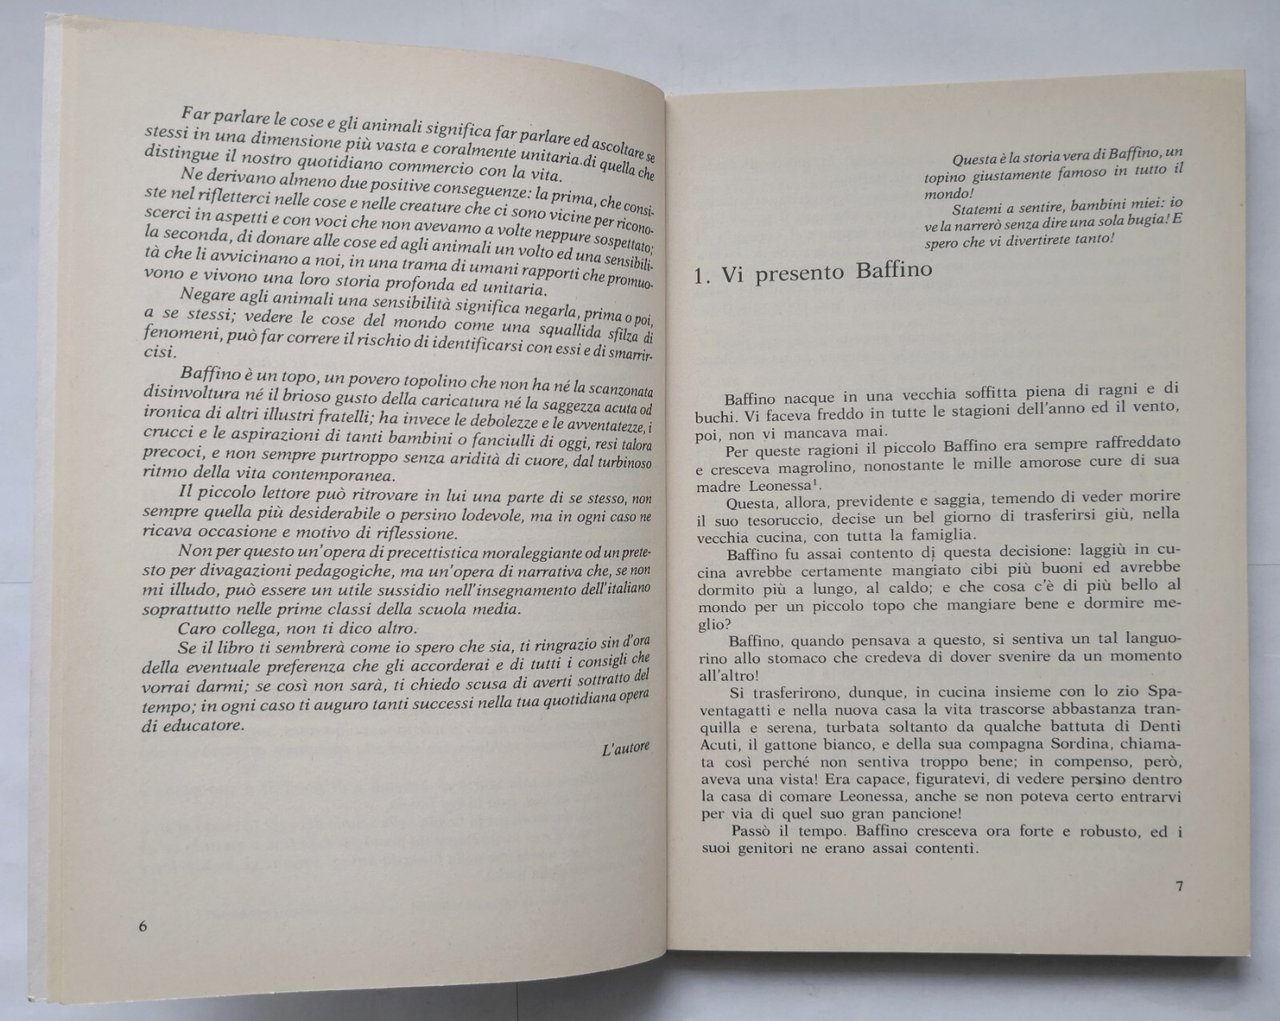 Far parlare le cose e gli animali significa far parlare ed ascoltare se
stessi in una dimensione più vasta e coralmente unitaria.di quella che
distingue il nostro quotidiano commercio con la vita.
Ne derivano almeno due positive conseguenze: la prima, che consi-
ste nel rifletterci nelle cose e nelle creature che ci sono vicine per ricono-
scerci in aspetti e con voci che non avevamo a volte neppure sospettato;
la seconda, di donare alle cose ed agli animali un volto ed una sensibili-
tà che li avvicinano a noi, in una trama di umani rapporti che promuo-
vono e vivono una loro storia profonda ed unitaria.
Negare agli animali una sensibilità significa negarla, prima o poi,
a se stessi; vedere le cose del mondo come una squallida sfilza di
fenomeni, può far correre il rischio di identificarsi con essi e di smarrir-
cisi.
Baffino è un topo, un povero topolino che non ha né la scanzonata
disinvoltura né il brioso gusto della caricatura né la saggezza acuta od
ironica di altri illustri fratelli; ha invece le debolezze e le avventatezze, i
crucci e le aspirazioni di tanti bambini o fanciulli di oggi, resi talora
precoci, e non sempre purtroppo senza aridità di cuore, dal turbinoso
ritmo della vita contemporanea.
Il piccolo lettore può ritrovare in lui una parte di se stesso, non
sempre quella più desiderabile o persino lodevole, ma in ogni caso ne
ricava occasione e motivo di riflessione.
Non per questo un'opera di precettistica moraleggiante od un prete-
sto per divagazioni pedagogiche, ma un'opera di narrativa che, se non
mi illudo, può essere un utile sussidio nell'insegnamento dell'italiano
soprattutto nelle prime classi della scuola media.
Caro collega, non ti dico altro.
Se il libro ti sembrerà come io spero che sia, ti ringrazio sin d'ora
della eventuale preferenza che gli accorderai e di tutti i consigli che
vorrai darmi; se così non sarà, ti chiedo scusa di averti sottratto del
tempo; in ogni caso ti auguro tanti successi nella tua quotidiana opera
di educatore.
L'autore
6
Questa è la storia vera di Baffino, un
topino giustamente famoso in tutto il
mondo!
Statemi a sentire, bambini miei: io
ve la narrerò senza dire una sola bugia! E
spero che vi divertirete tanto!
1. Vi presento Baffino
Baffino nacque in una vecchia soffitta piena di ragni e di
buchi. Vi faceva freddo in tutte le stagioni dell'anno ed il vento,
poi, non vi mancava mai.
Per queste ragioni il piccolo Baffino era sempre raffreddato
e cresceva magrolino, nonostante le mille amorose cure di sua
madre Leonessa¹.
Questa, allora, previdente e saggia, temendo di veder morire
il suo tesoruccio, decise un bel giorno di trasferirsi giù, nella
vecchia cucina, con tutta la famiglia.
Baffino fu assai contento di questa decisione: laggiù in cu-
cina avrebbe certamente mangiato cibi più buoni ed avrebbe
dormito più a lungo, al caldo; e che cosa c'è di più bello al
mondo per un piccolo topo che mangiare bene e dormire me-
glio?
Baffino, quando pensava a questo, si sentiva un tal languo-
rino allo stomaco che credeva di dover svenire da un momento
all'altro!
Si trasferirono, dunque, in cucina insieme con lo zio Spa-
ventagatti e nella nuova casa la vita trascorse abbastanza tran-
quilla e serena, turbata soltanto da qualche battuta di Denti
Acuti, il gattone bianco, e della sua compagna Sordina, chiama-
ta così perché non sentiva troppo bene; in compenso, però,
aveva una vista! Era capace, figuratevi, di vedere persino dentro
la casa di comare Leonessa, anche se non poteva certo entrarvi
per via di quel suo gran pancione!
Passò il tempo. Baffino cresceva ora forte e robusto, ed i
suoi genitori ne erano assai contenti.
7